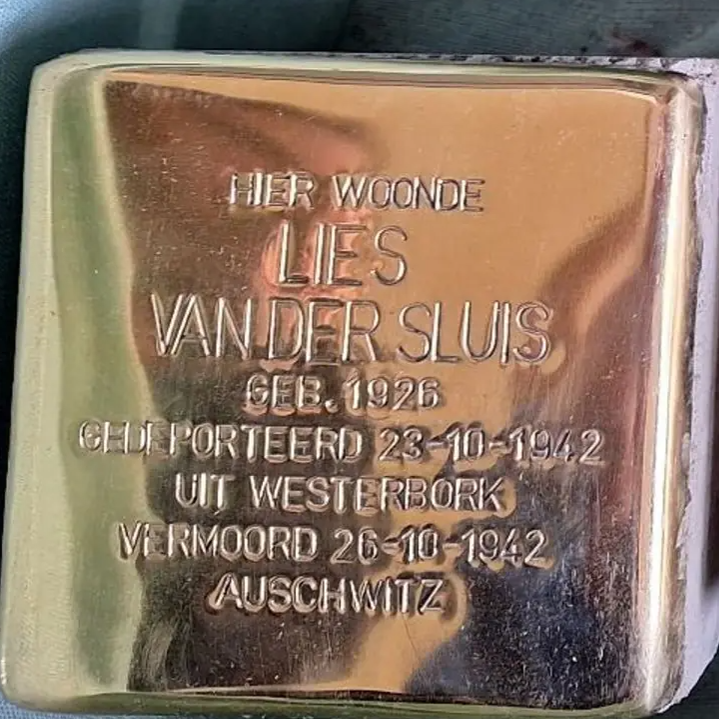 HIER WOONDE
LIES
VAN DER SLUIS
GEB. 1926
GEDEPORTEERD 23-10-1942
UIT WESTERBORK
VERMOORD 26-10-1942
AUSCHWITZ